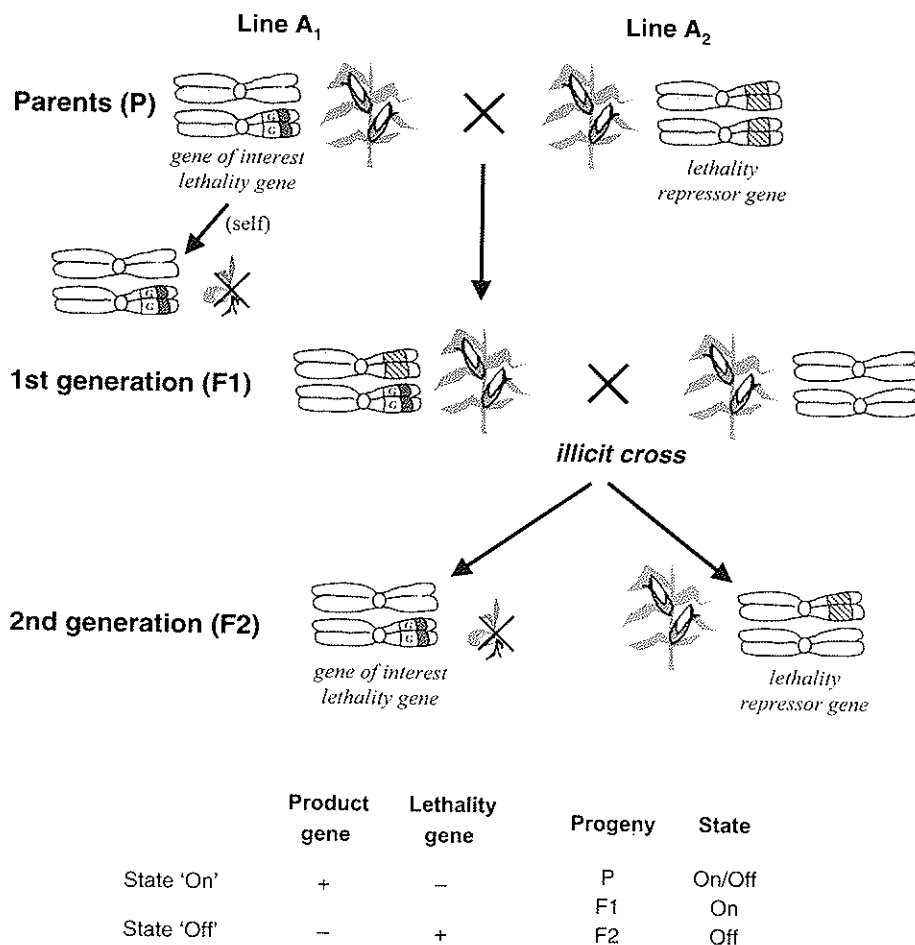 Line A1
Line A2
Parents (P)
G
G
gene of interest
lethality gene
lethality
repressor gene
(self)
G
G
1st generation (F1)
G
G
illicit cross
2nd generation (F2)
G
G
gene of interest
lethality gene
lethality
repressor gene
Product gene Lethality gene Progeny State
State 'On' + – P On/Off
F1 On
State 'Off' – + F2 Off